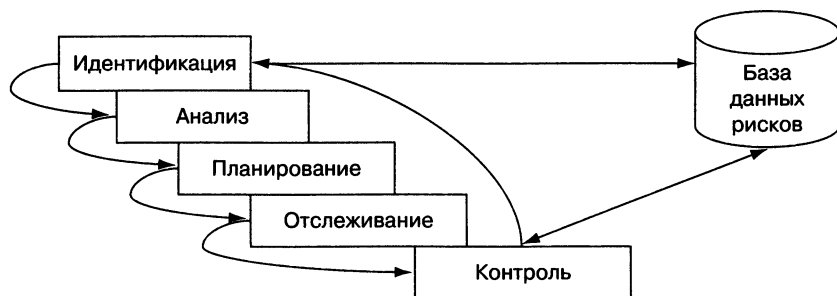 Идентификация
База
данных
рисков
Анализ
Планирование
Отслеживание
Контроль